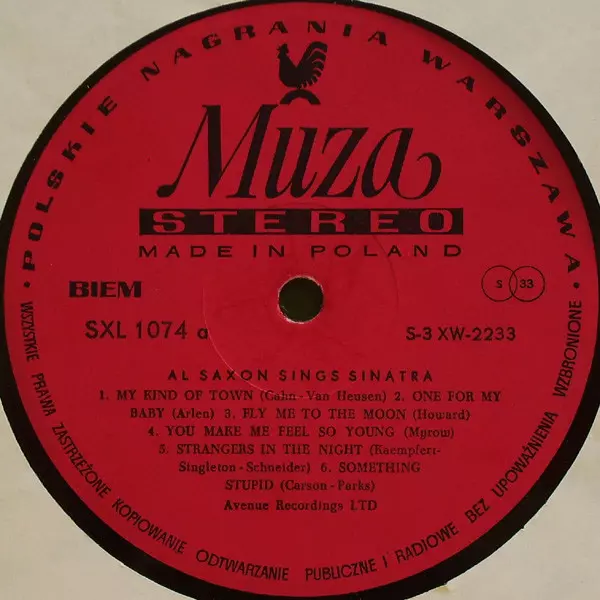 • POLSKIE NAGRANIA WARSZAWA •
Muza
STEREO
MADE IN POLAND
BIEM
S 33
SXL 1074 a
S-3 XW-2233
AL SAXON SINGS SINATRA
1. MY KIND OF TOWN (Cahn-Van Heusen) 2. ONE FOR MY
BABY (Arlen) 3. FLY ME TO THE MOON (Howard)
4. YOU MAKE ME FEEL SO YOUNG (Myrow)
5. STRANGERS IN THE NIGHT (Kaempfert-
Singleton-Schneider) 6. SOMETHING
STUPID (Carson-Parks)
Avenue Recordings LTD
WSZYSTKIE PRAWA ZASTRZEŻONE KOPIOWANIE ODTWARZANIE PUBLICZNE I RADIOWE BEZ UPOWAŻNIENIA WZBRONIONE